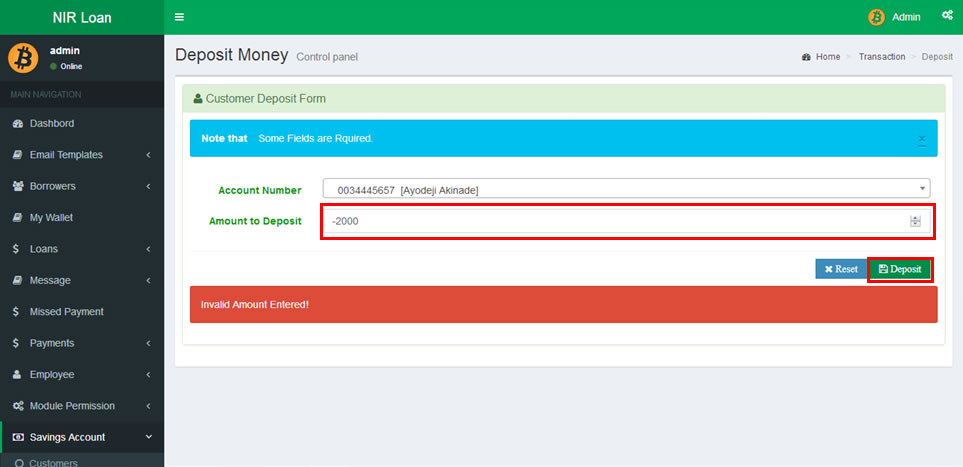 NIR Loan
Admin
admin
Online
Deposit Money Control panel
Home > Transaction > Deposit
MAIN NAVIGATION
Dashbord
Email Templates
Borrowers
My Wallet
Loans
Message
Missed Payment
Payments
Employee
Module Permission
Savings Account
Customers
Customer Deposit Form
Note that Some Fields are Rquired.
×
Account Number 0034445657 [Ayodeji Akinade]
Amount to Deposit -2000
Reset Deposit
Invalid Amount Entered!